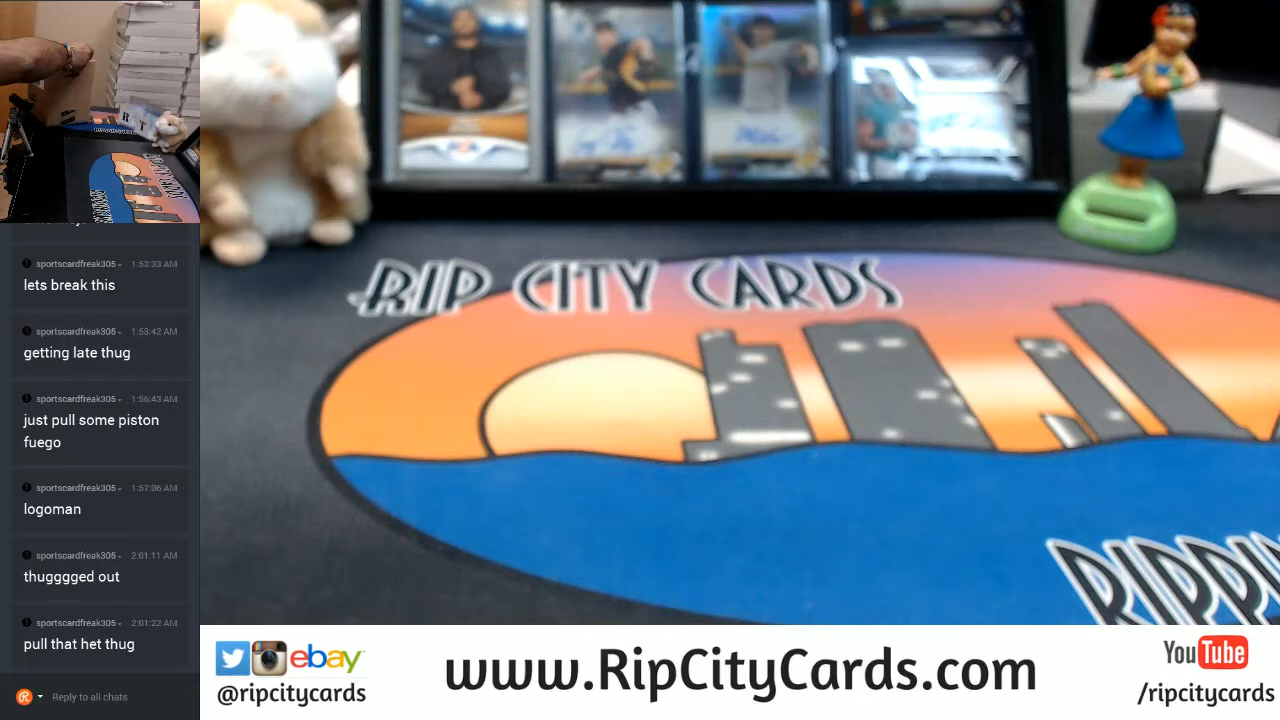 sportscardfreak305 1:53:33 AM
lets break this
sportscardfreak305 1:53:42 AM
getting late thug
sportscardfreak305 1:56:43 AM
just pull some piston
fuego
sportscardfreak305 1:57:06 AM
logoman
sportscardfreak305 2:01:11 AM
thugggged out
sportscardfreak305 2:01:22 AM
pull that het thug
Reply to all chats
RIP CITY CARDS
ebay
@ripcitycards
www.RipCityCards.com
YouTube
/ripcitycards